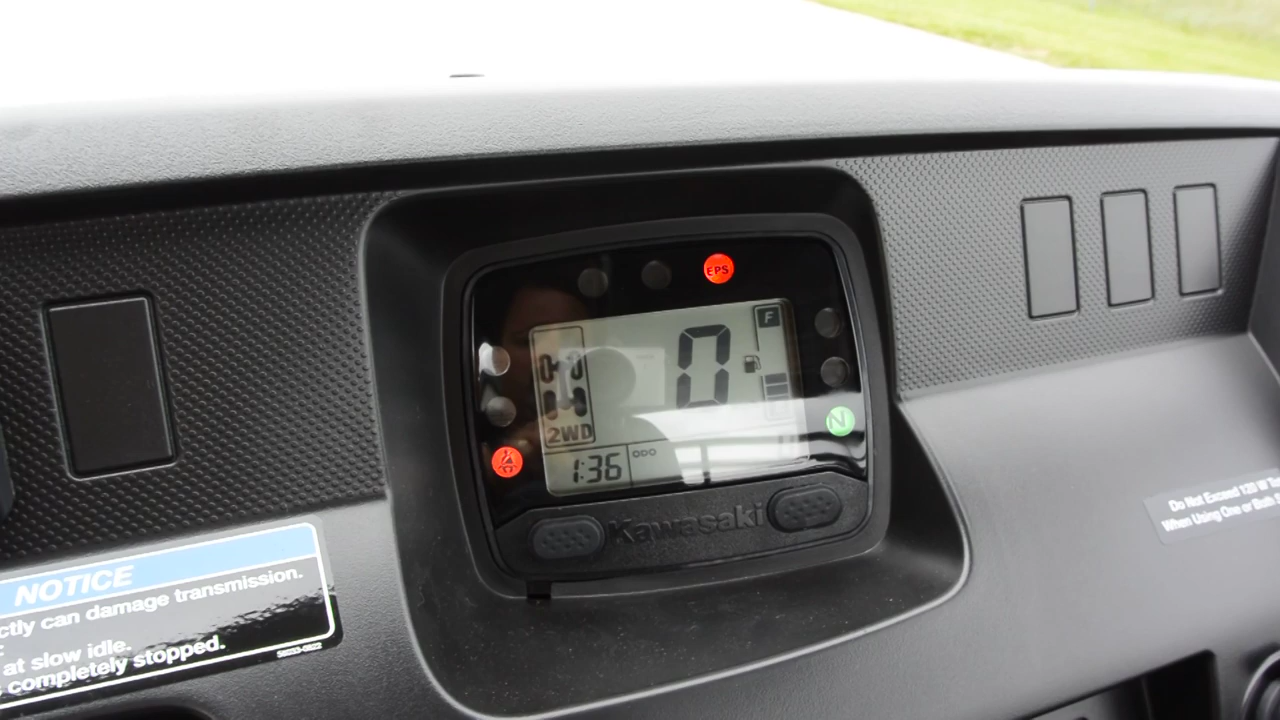 EPS
F
0
2WD
1:36
ODO
N
Kawasaki
NOTICE
ctly can damage transmission.
at slow idle.
completely stopped.
Do Not Exceed 120 W
When Using One or Both